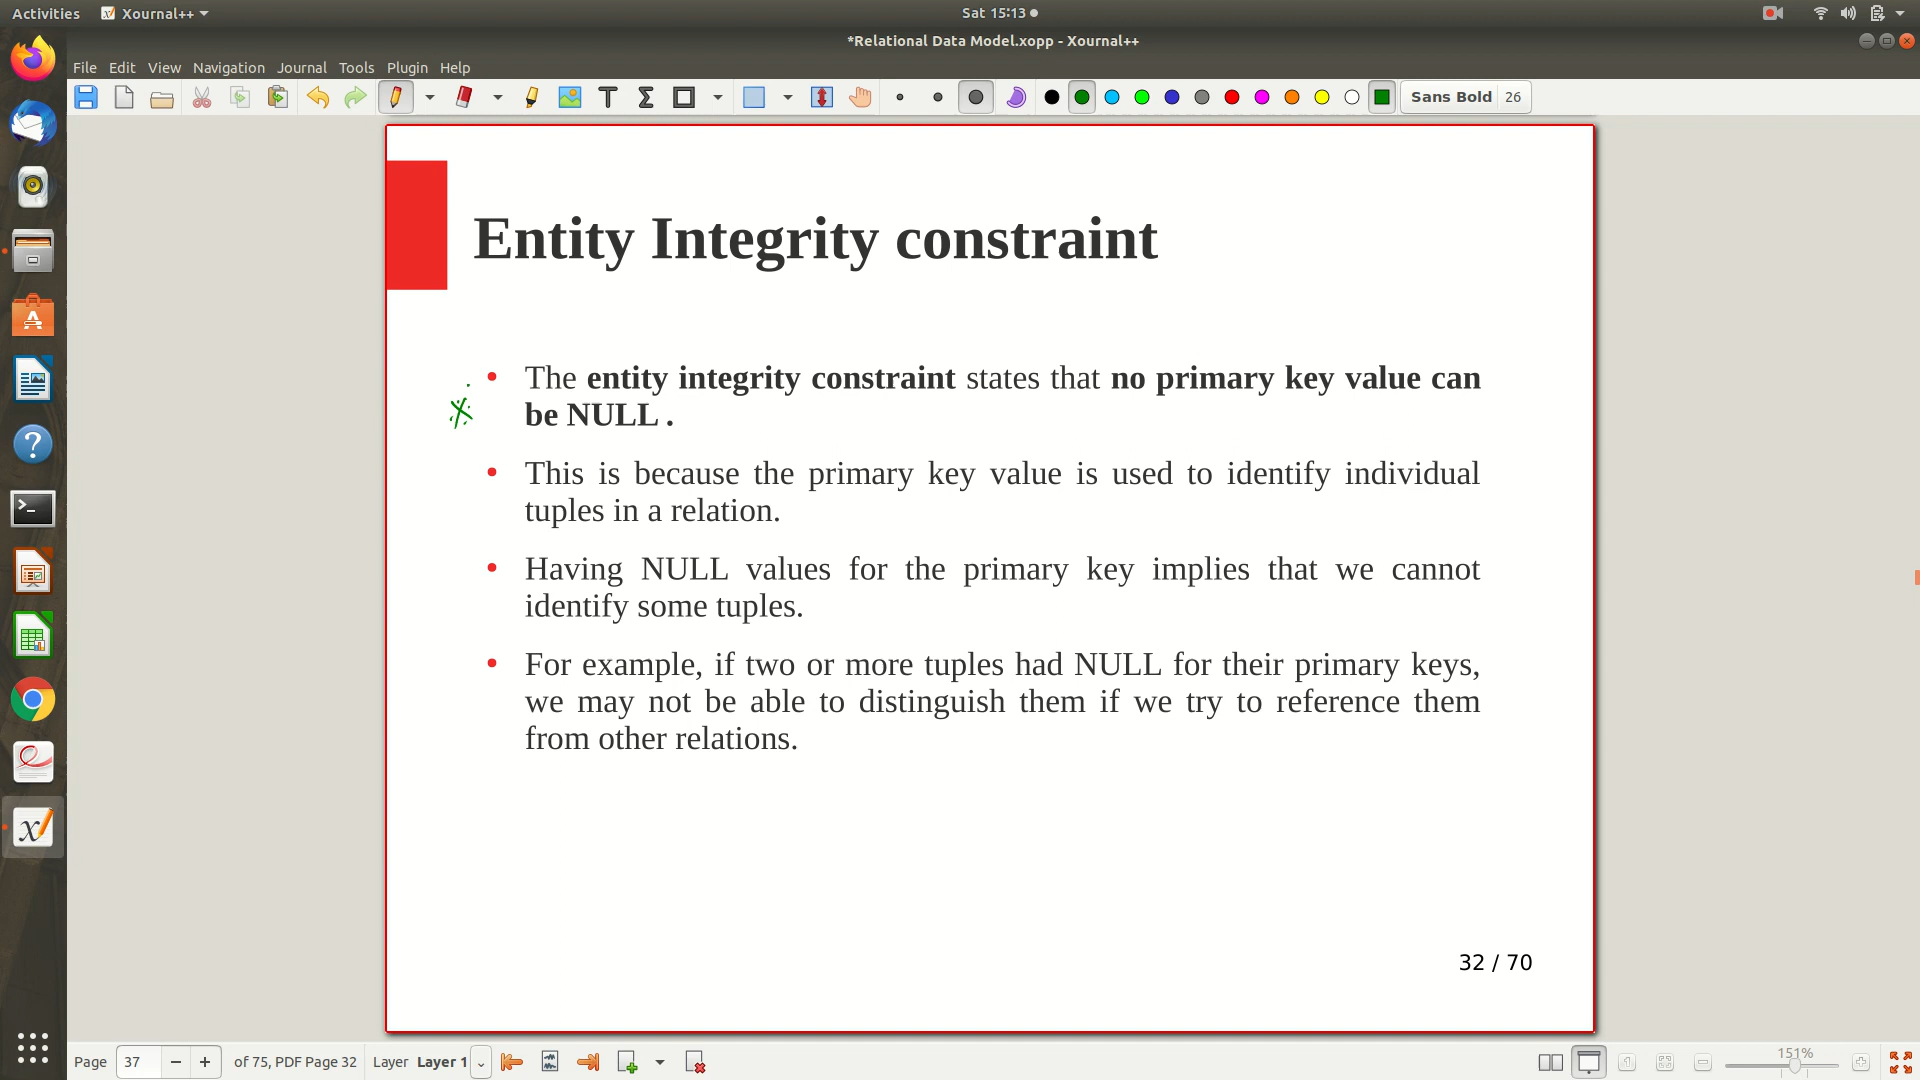 Activities Xournal++ Sat 15:13
*Relational Data Model.xopp - Xournal++
File Edit View Navigation Journal Tools Plugin Help
Sans Bold 26
Entity Integrity constraint
• The entity integrity constraint states that no primary key value can
be NULL .
• This is because the primary key value is used to identify individual
tuples in a relation.
• Having NULL values for the primary key implies that we cannot
identify some tuples.
• For example, if two or more tuples had NULL for their primary keys,
we may not be able to distinguish them if we try to reference them
from other relations.
32 / 70
Page 37 of 75, PDF Page 32 Layer Layer 1 151%